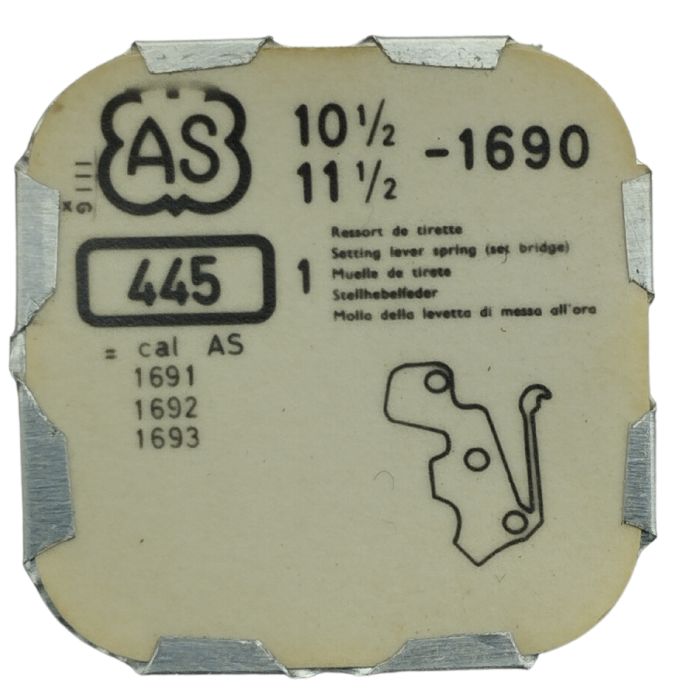 AS
10 ½ -1690
11 ½
445
1
Ressort de tirette
Setting lever spring (set bridge)
Muelle de tirete
Stellhebelfeder
Molla della levetta di messa all'ora
= cal AS
1691
1692
1693